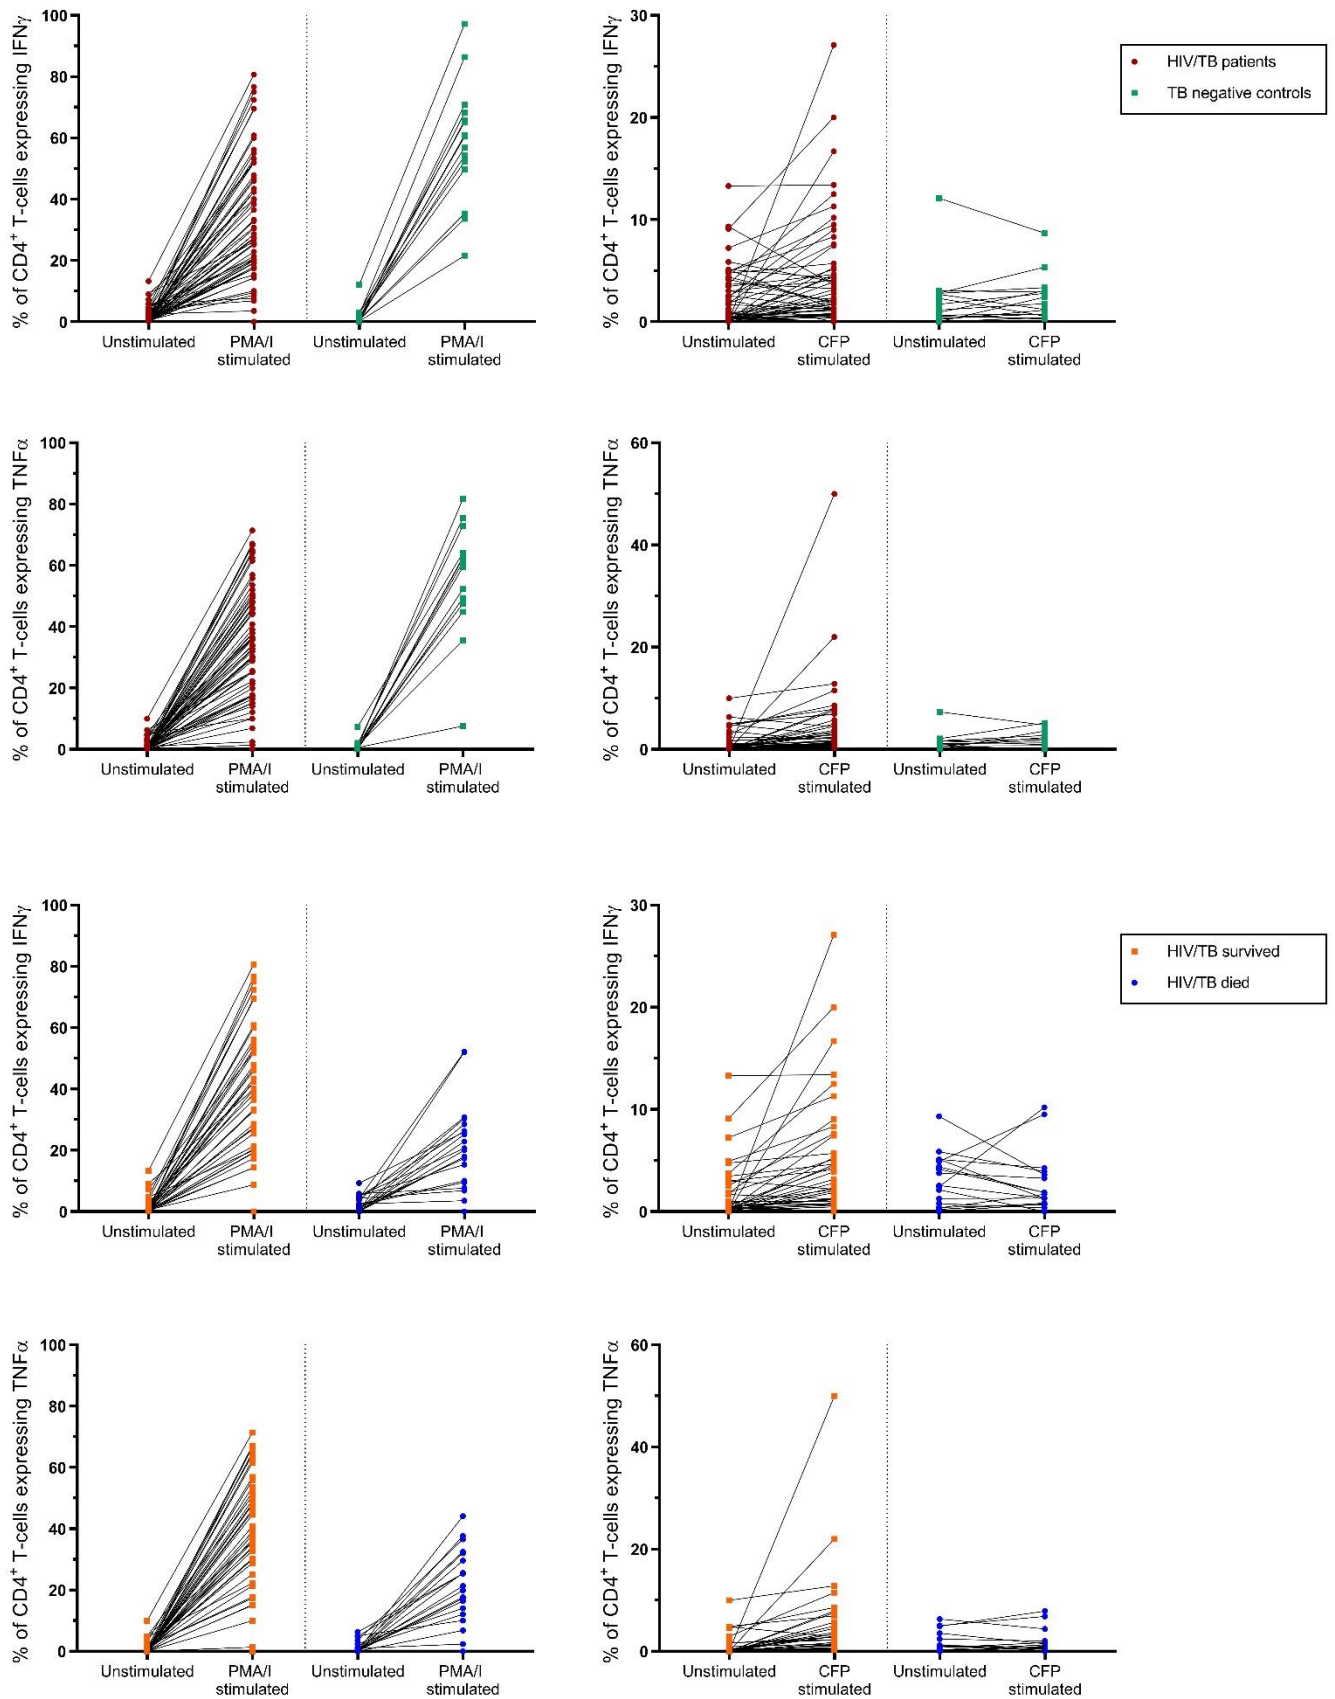 % of CD4⁺ T-cells expressing IFNγ
100
80
60
40
20
0
Unstimulated PMA/I stimulated Unstimulated PMA/I stimulated
% of CD4⁺ T-cells expressing IFNγ
30
20
10
0
Unstimulated CFP stimulated Unstimulated CFP stimulated
HIV/TB patients
TB negative controls
% of CD4⁺ T-cells expressing TNFα
100
80
60
40
20
0
Unstimulated PMA/I stimulated Unstimulated PMA/I stimulated
% of CD4⁺ T-cells expressing TNFα
60
40
20
0
Unstimulated CFP stimulated Unstimulated CFP stimulated
% of CD4⁺ T-cells expressing IFNγ
100
80
60
40
20
0
Unstimulated PMA/I stimulated Unstimulated PMA/I stimulated
% of CD4⁺ T-cells expressing IFNγ
30
20
10
0
Unstimulated CFP stimulated Unstimulated CFP stimulated
HIV/TB survived
HIV/TB died
% of CD4⁺ T-cells expressing TNFα
100
80
60
40
20
0
Unstimulated PMA/I stimulated Unstimulated PMA/I stimulated
% of CD4⁺ T-cells expressing TNFα
60
40
20
0
Unstimulated CFP stimulated Unstimulated CFP stimulated